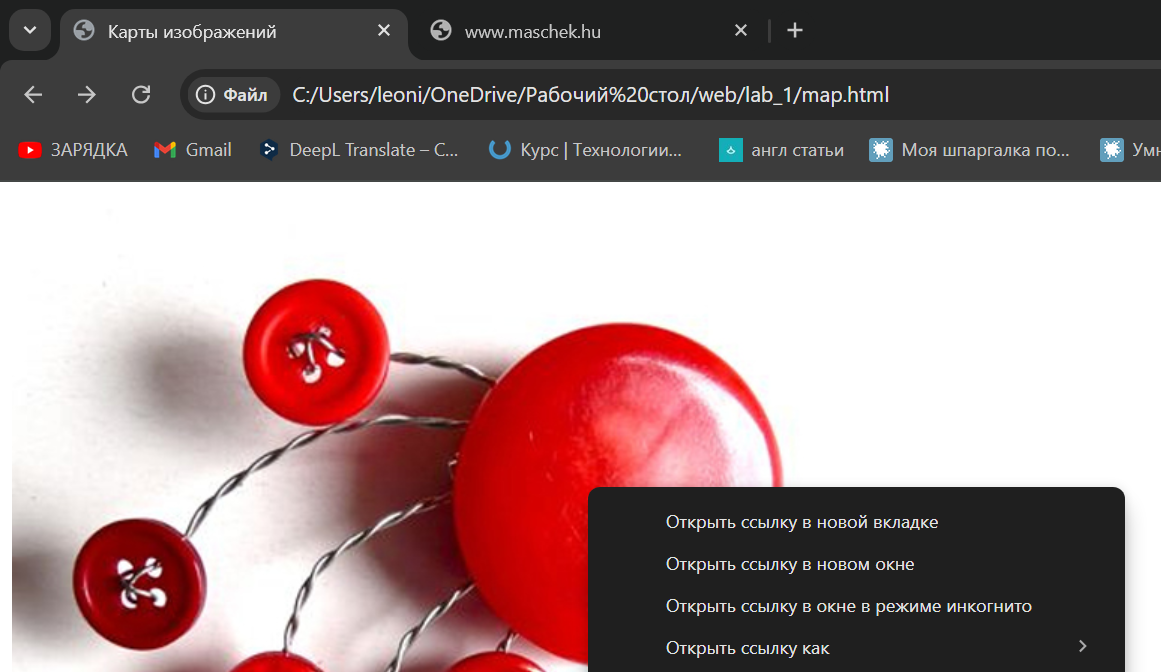 Карты изображений
www.maschek.hu
Файл C:/Users/leoni/OneDrive/Рабочий%20стол/web/lab_1/map.html
ЗАРЯДКА Gmail DeepL Translate – С... Курс | Технологии... англ статьи Моя шпаргалка по... Умн
Открыть ссылку в новой вкладке
Открыть ссылку в новом окне
Открыть ссылку в окне в режиме инкогнито
Открыть ссылку как